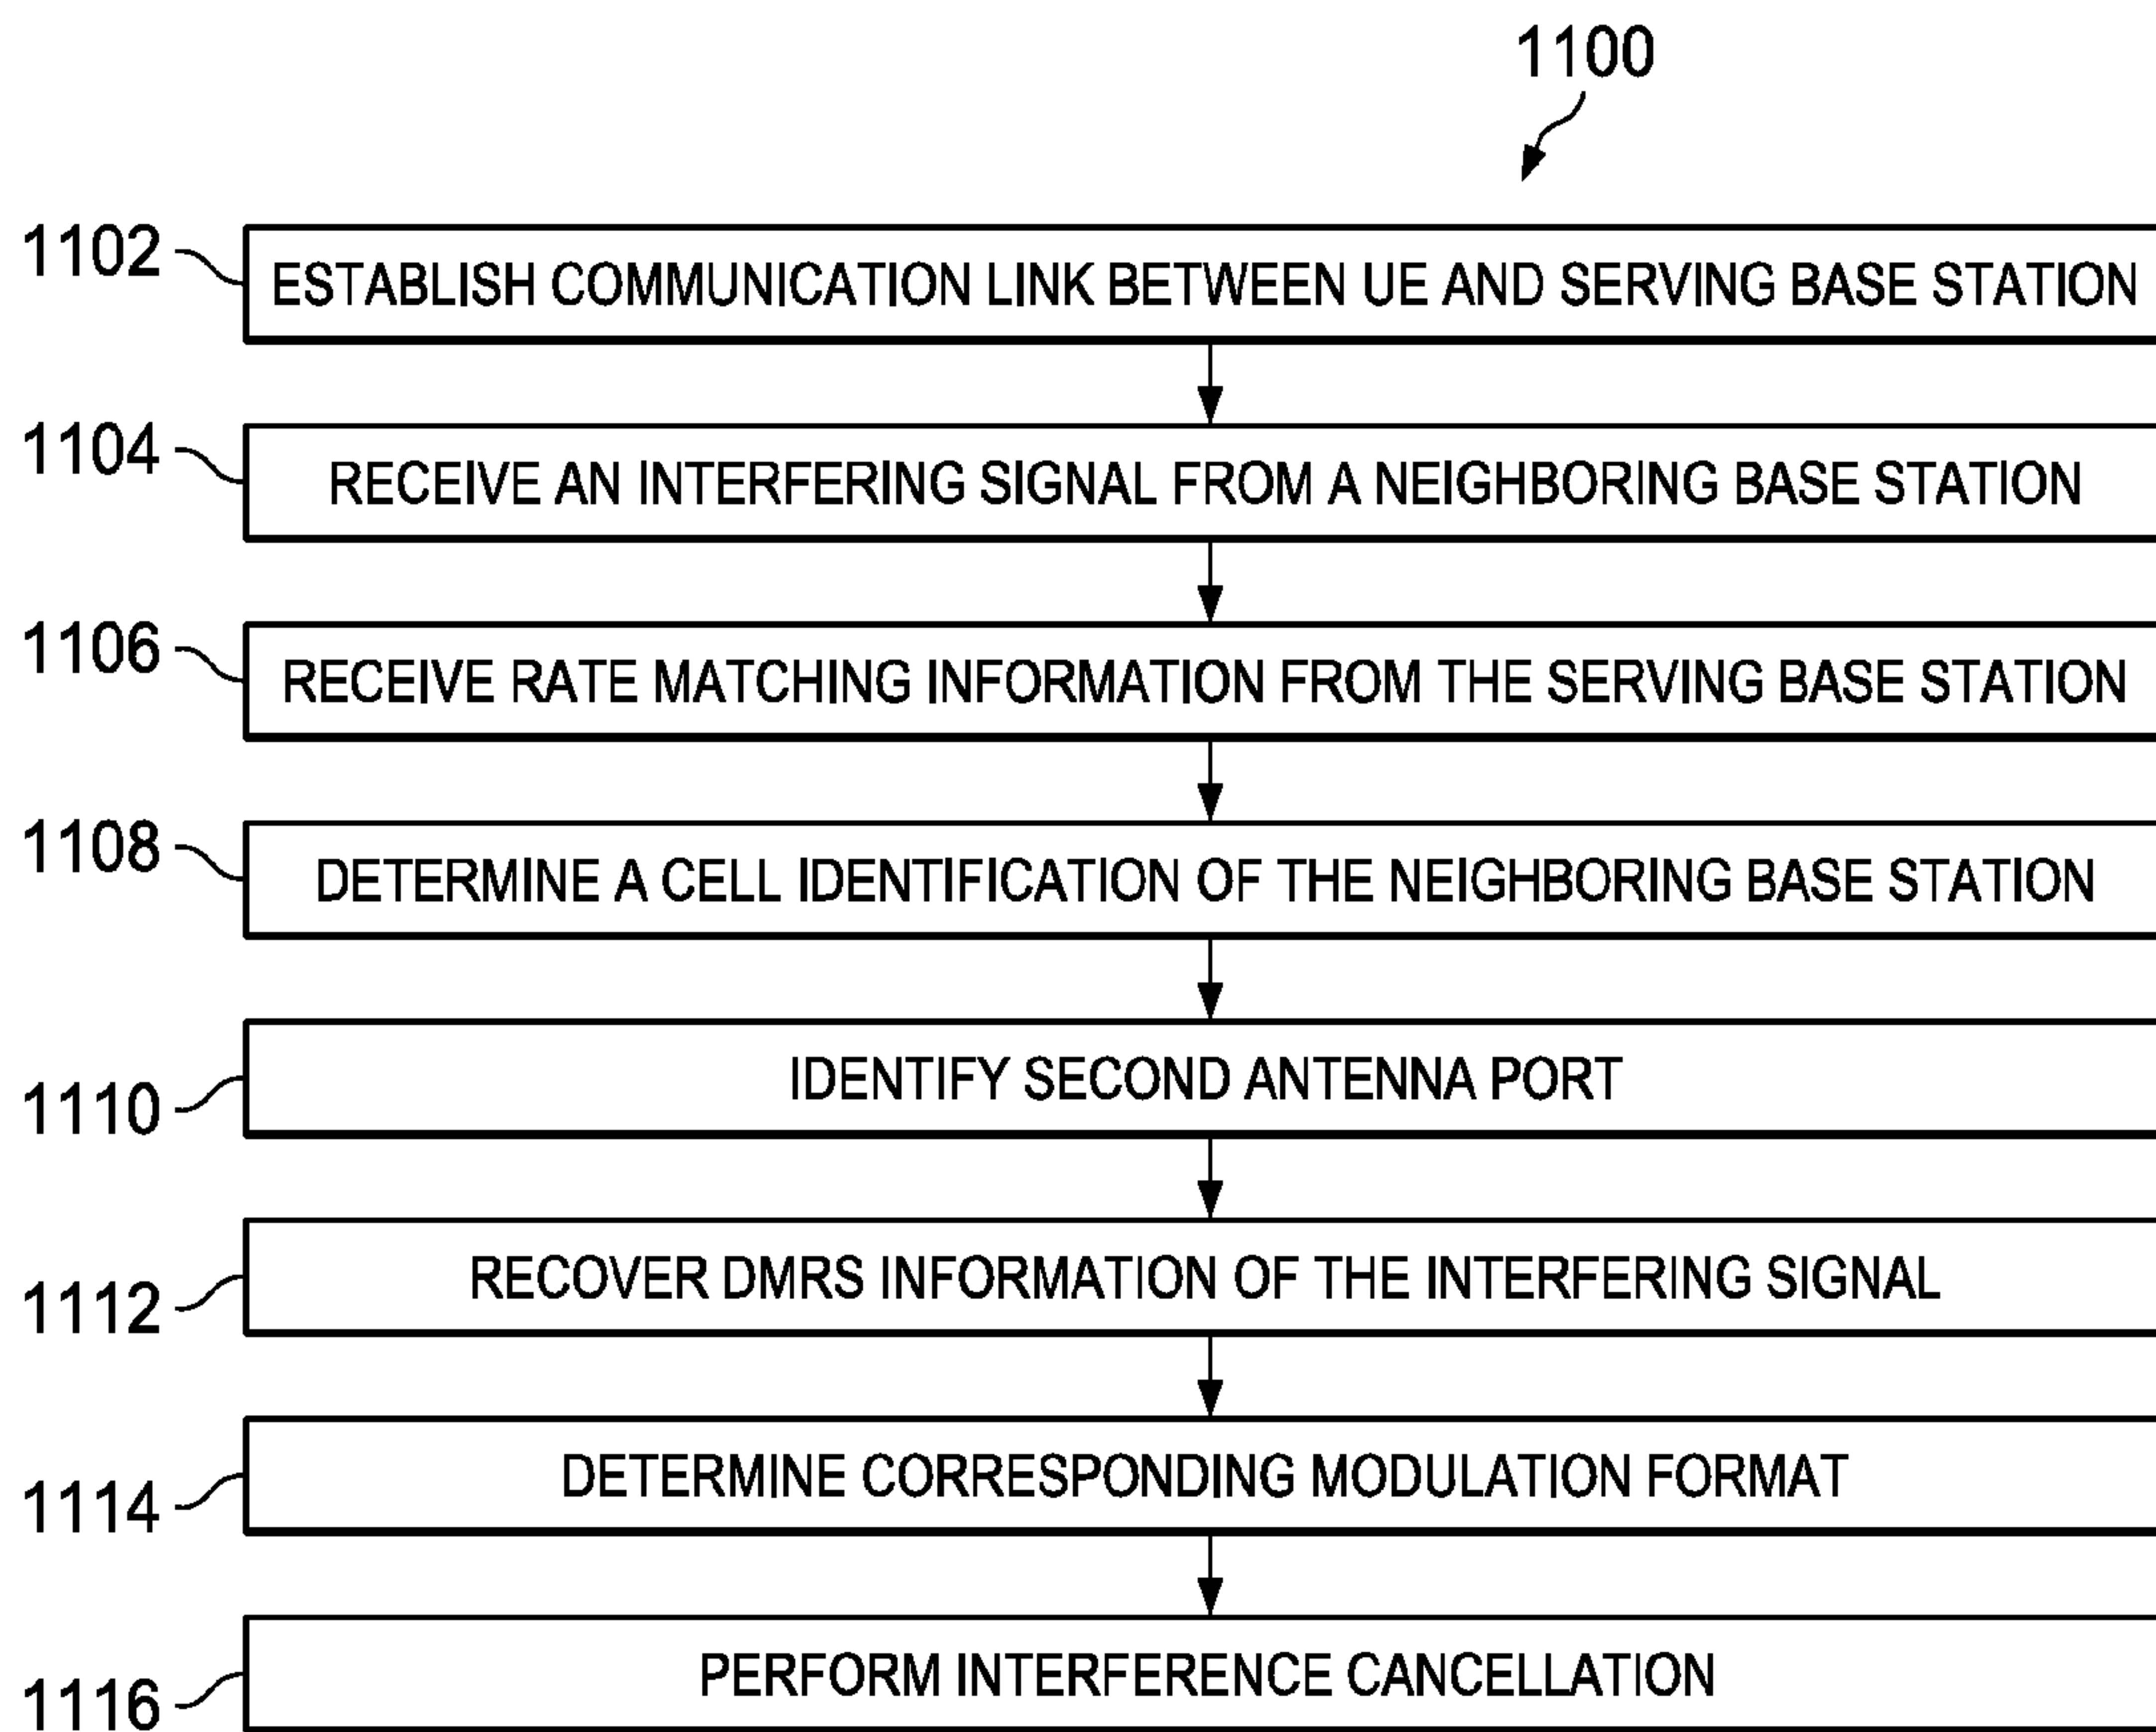 1100
1102
ESTABLISH COMMUNICATION LINK BETWEEN UE AND SERVING BASE STATION
1104
RECEIVE AN INTERFERING SIGNAL FROM A NEIGHBORING BASE STATION
1106
RECEIVE RATE MATCHING INFORMATION FROM THE SERVING BASE STATION
1108
DETERMINE A CELL IDENTIFICATION OF THE NEIGHBORING BASE STATION
1110
IDENTIFY SECOND ANTENNA PORT
1112
RECOVER DMRS INFORMATION OF THE INTERFERING SIGNAL
1114
DETERMINE CORRESPONDING MODULATION FORMAT
1116
PERFORM INTERFERENCE CANCELLATION